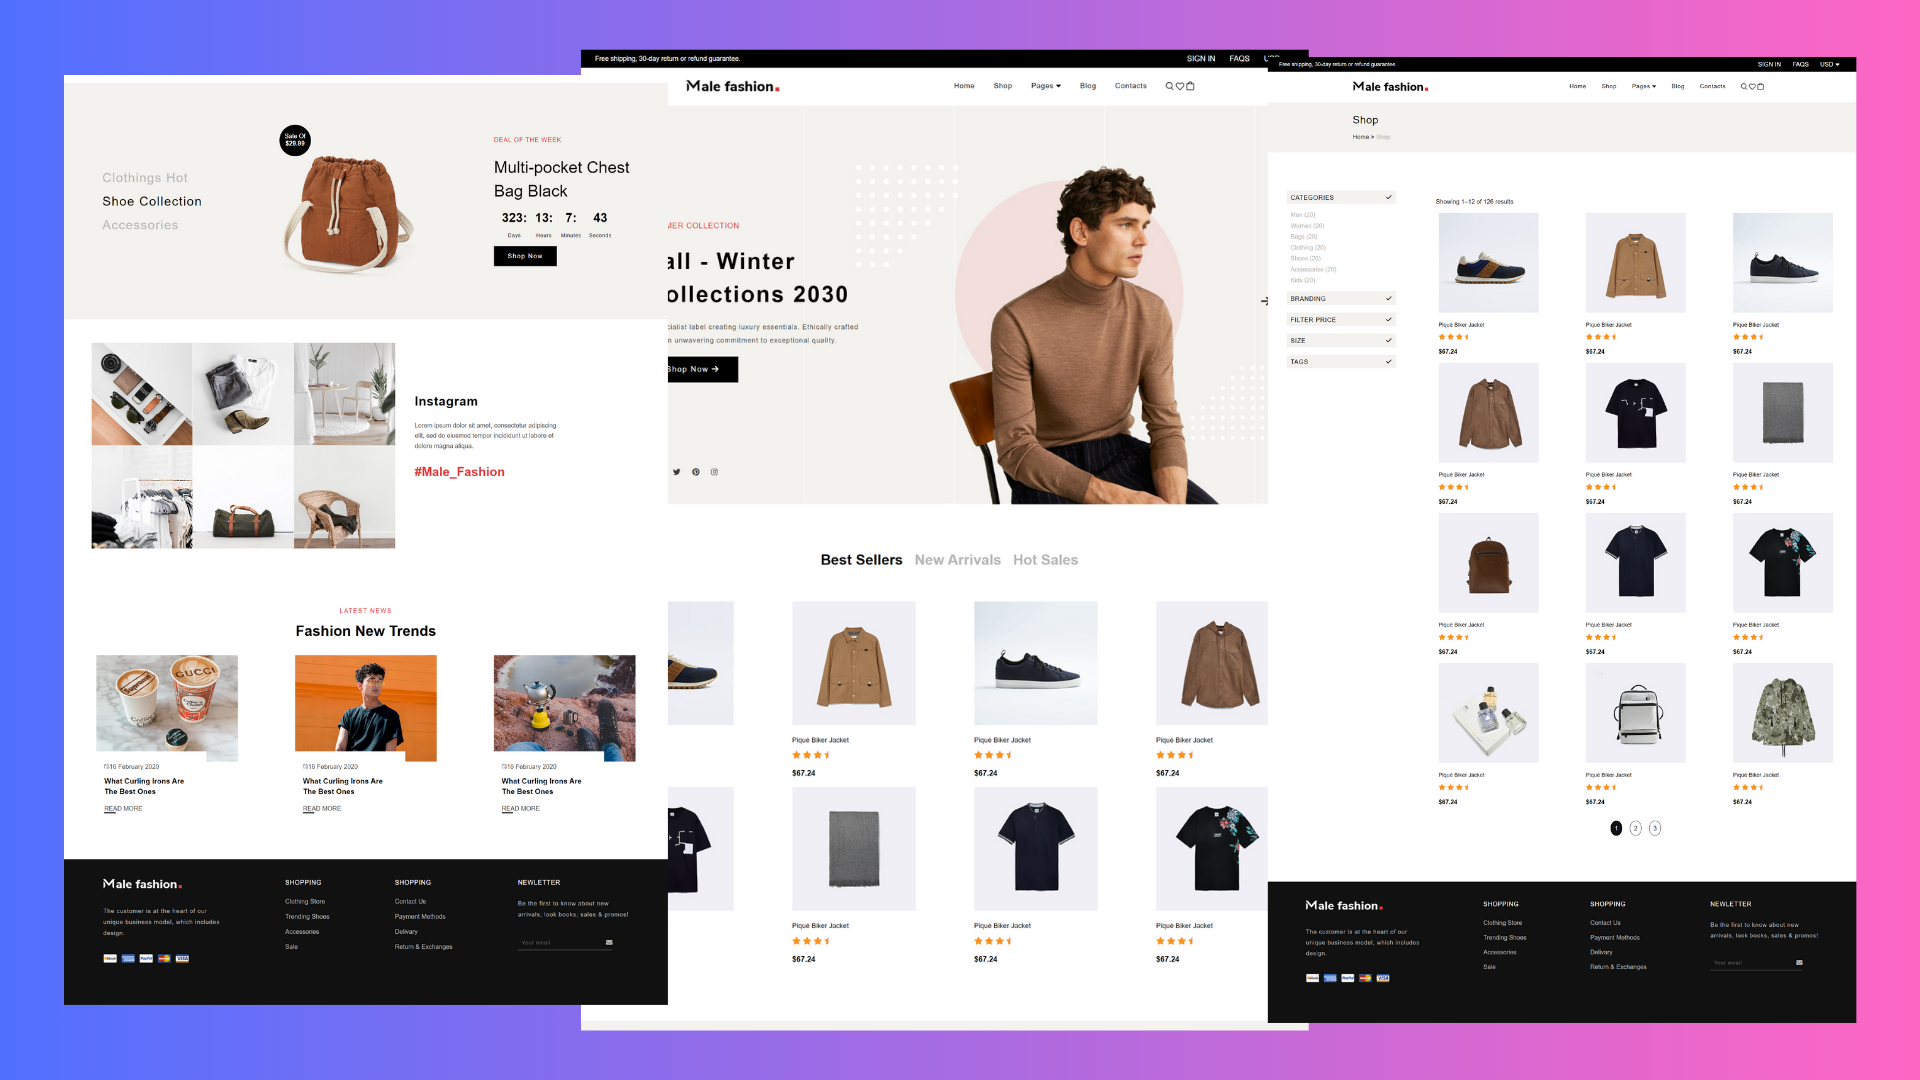 Sale Of
$29.99
Clothings Hot
Shoe Collection
Accessories
DEAL OF THE WEEK
Multi-pocket Chest
Bag Black
323: 13: 7: 43
Days Hours Minutes Seconds
Shop Now
Instagram
Lorem ipsum dolor sit amet, consectetur adipiscing
elit, sed do eiusmod tempor incididunt ut labore et
dolore magna aliqua.
#Male_Fashion
LATEST NEWS
Fashion New Trends
Supreme
GUCCI
16 February 2020
What Curling Irons Are
The Best Ones
READ MORE
16 February 2020
What Curling Irons Are
The Best Ones
READ MORE
16 February 2020
What Curling Irons Are
The Best Ones
READ MORE
Male fashion.
The customer is at the heart of our
unique business model, which includes
design.
PayPal
VISA
SHOPPING
Clothing Store
Trending Shoes
Accessories
Sale
SHOPPING
Contact Us
Payment Methods
Delivary
Return & Exchanges
NEWLETTER
Be the first to know about new
arrivals, look books, sales & promos!
Your email
Free shipping, 30-day return or refund guarantee.
SIGN IN FAQS
Male fashion.
Home Shop Pages Blog Contacts
MER COLLECTION
all - Winter
ollections 2030
cialist label creating luxury essentials. Ethically crafted
n unwavering commitment to exceptional quality.
Shop Now
Best Sellers New Arrivals Hot Sales
Piqué Biker Jacket
$67.24
Piqué Biker Jacket
$67.24
Piqué Biker Jacket
$67.24
Piqué Biker Jacket
$67.24
Piqué Biker Jacket
$67.24
Piqué Biker Jacket
$67.24
Free shipping, 30-day return or refund guarantee.
SIGN IN FAQS USD
Male fashion.
Home Shop Pages Blog Contacts
Shop
Home > Shop
CATEGORIES
Men (20)
Women (20)
Bags (20)
Clothing (20)
Shoes (20)
Accessories (20)
Kids (20)
BRANDING
FILTER PRICE
SIZE
TAGS
Showing 1–12 of 126 results
Piqué Biker Jacket
$67.24
Piqué Biker Jacket
$67.24
Piqué Biker Jacket
$67.24
Piqué Biker Jacket
$67.24
Piqué Biker Jacket
$67.24
Piqué Biker Jacket
$67.24
Piqué Biker Jacket
$67.24
Piqué Biker Jacket
$67.24
Piqué Biker Jacket
$67.24
Piqué Biker Jacket
$67.24
Piqué Biker Jacket
$67.24
Piqué Biker Jacket
$67.24
1 2 3
Male fashion.
The customer is at the heart of our
unique business model, which includes
design.
PayPal
VISA
SHOPPING
Clothing Store
Trending Shoes
Accessories
Sale
SHOPPING
Contact Us
Payment Methods
Delivary
Return & Exchanges
NEWLETTER
Be the first to know about new
arrivals, look books, sales & promos!
Your email